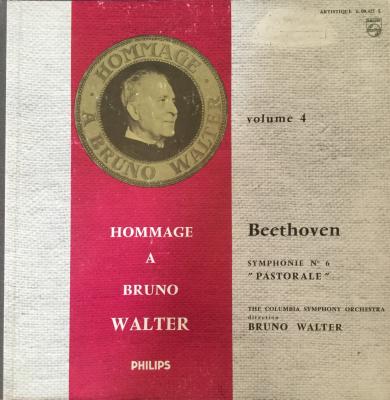 ARTISTIQUE
PHILIPS
HOMMAGE
A BRUNO WALTER
volume 4
HOMMAGE
A
BRUNO
WALTER
PHILIPS
Beethoven
SYMPHONIE N° 6
" PASTORALE "
THE COLUMBIA SYMPHONY ORCHESTRA
direction
BRUNO WALTER